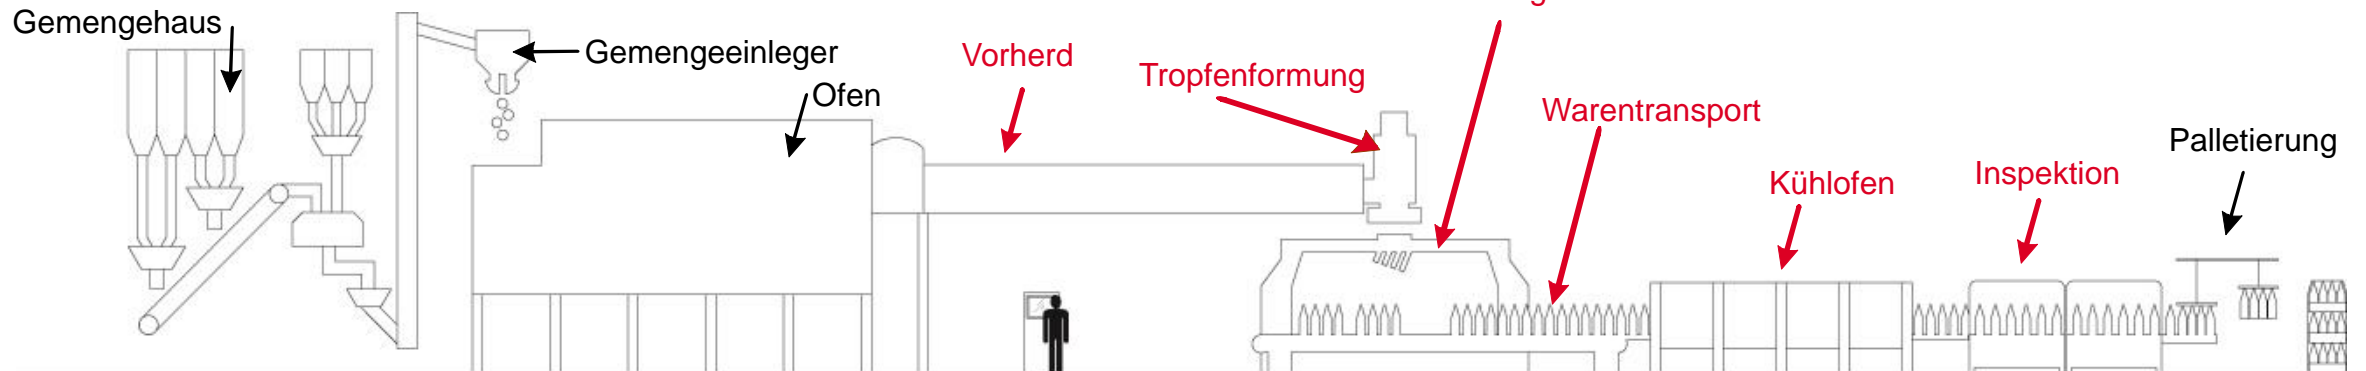 Gemengehaus
Gemengeeinleger
Ofen
Vorherd
Tropfenformung
Warentransport
Kühlofen
Inspektion
Palletierung